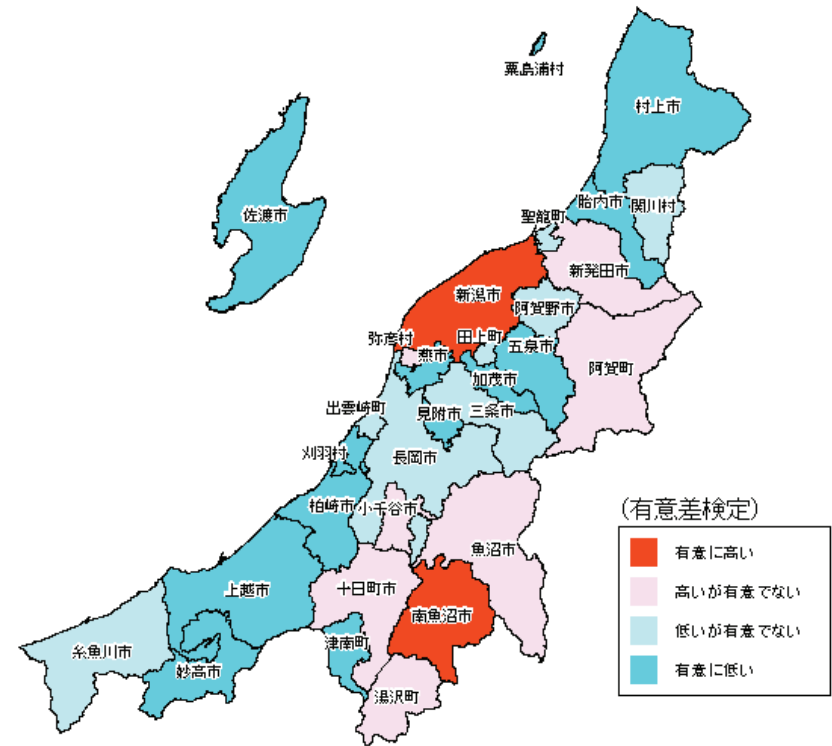 粟島浦村
村上市
佐渡市
胎内市
関川村
聖籠町
新発田市
新潟市
阿賀野市
弥彦村
田上町
燕市
五泉市
阿賀町
加茂市
出雲崎町
見附市
三条市
刈羽村
長岡市
柏崎市
小千谷市
魚沼市
上越市
十日町市
南魚沼市
糸魚川市
妙高市
津南町
湯沢町
(有意差検定)
有意に高い
高いが有意でない
低いが有意でない
有意に低い